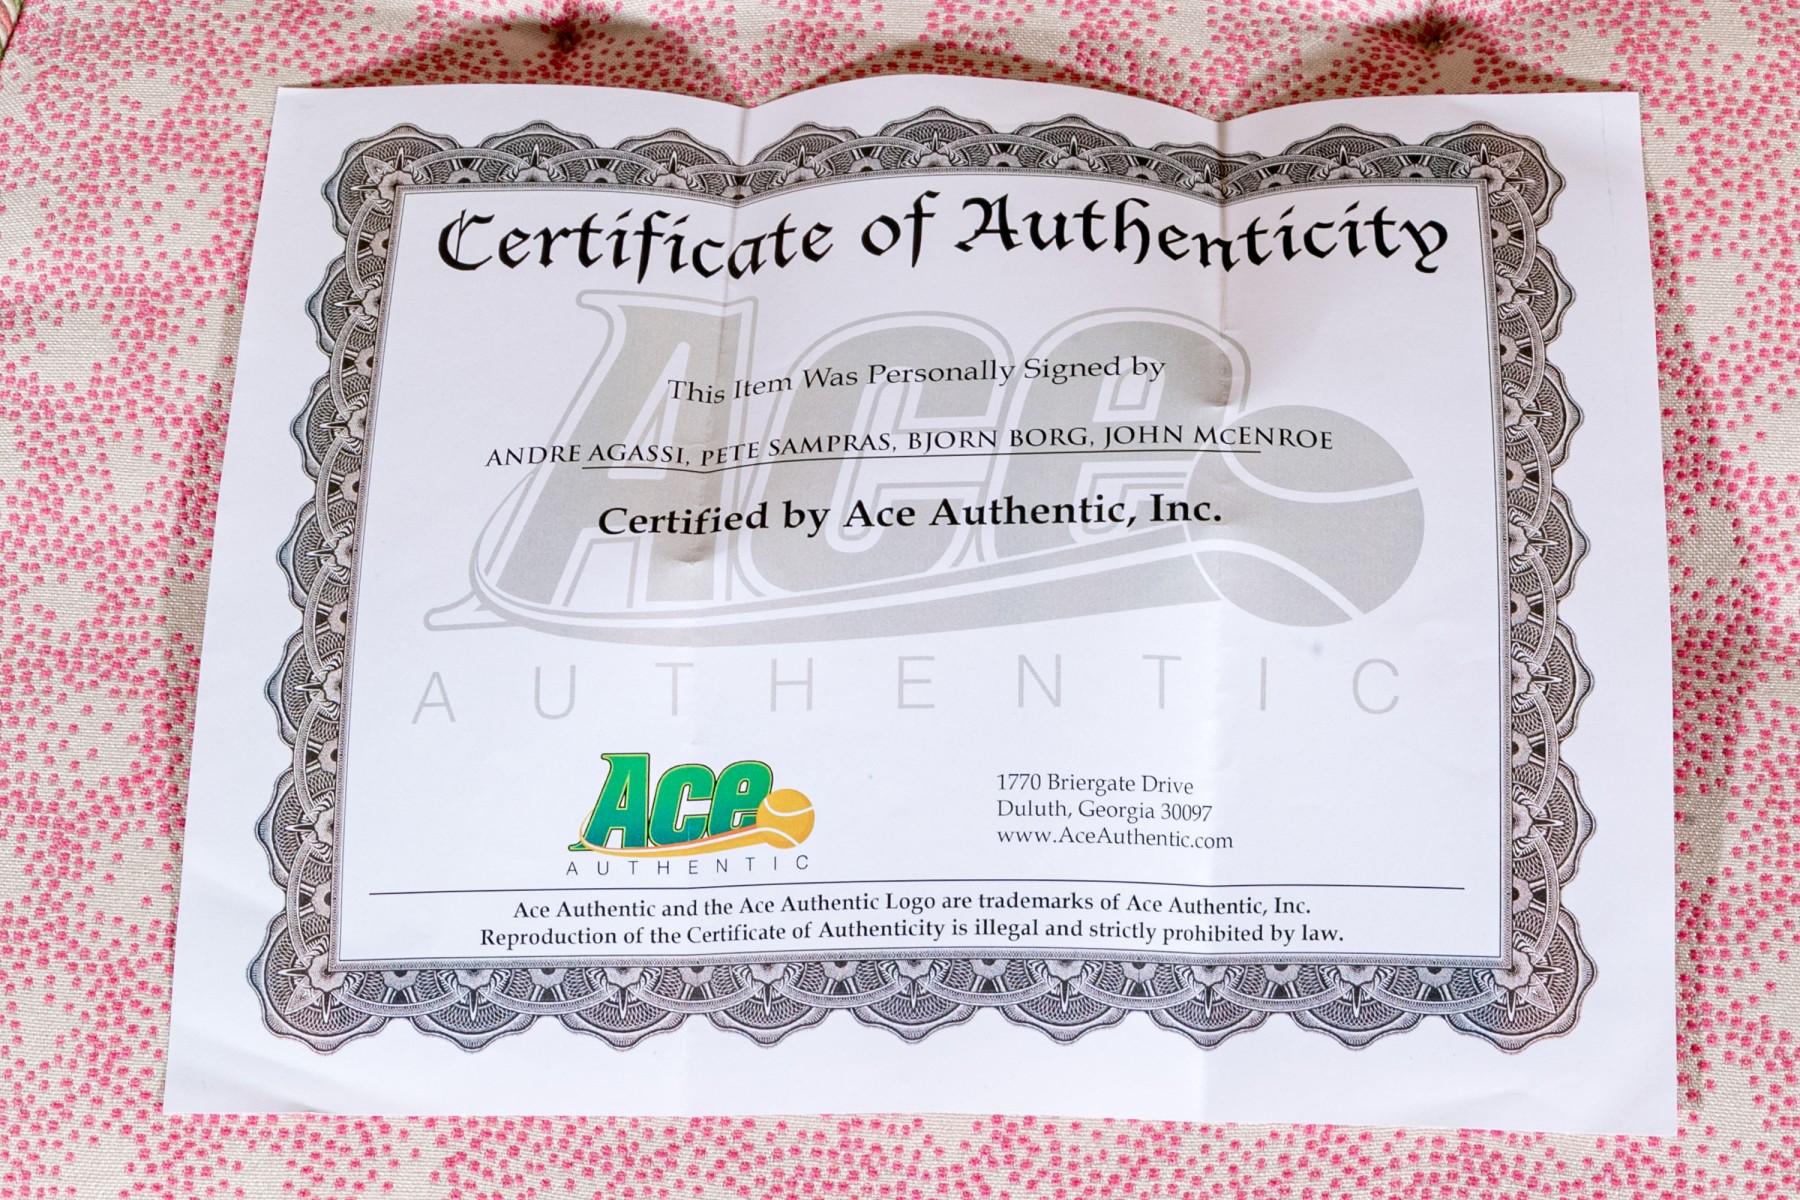 Certificate of Authenticity
Ace
This Item Was Personally Signed by
ANDRE AGASSI, PETE SAMPRAS, BJORN BORG, JOHN MCENROE
Certified by Ace Authentic, Inc.
AUTHENTIC
Ace
AUTHENTIC
1770 Briergate Drive
Duluth, Georgia 30097
www.AceAuthentic.com
Ace Authentic and the Ace Authentic Logo are trademarks of Ace Authentic, Inc.
Reproduction of the Certificate of Authenticity is illegal and strictly prohibited by law.